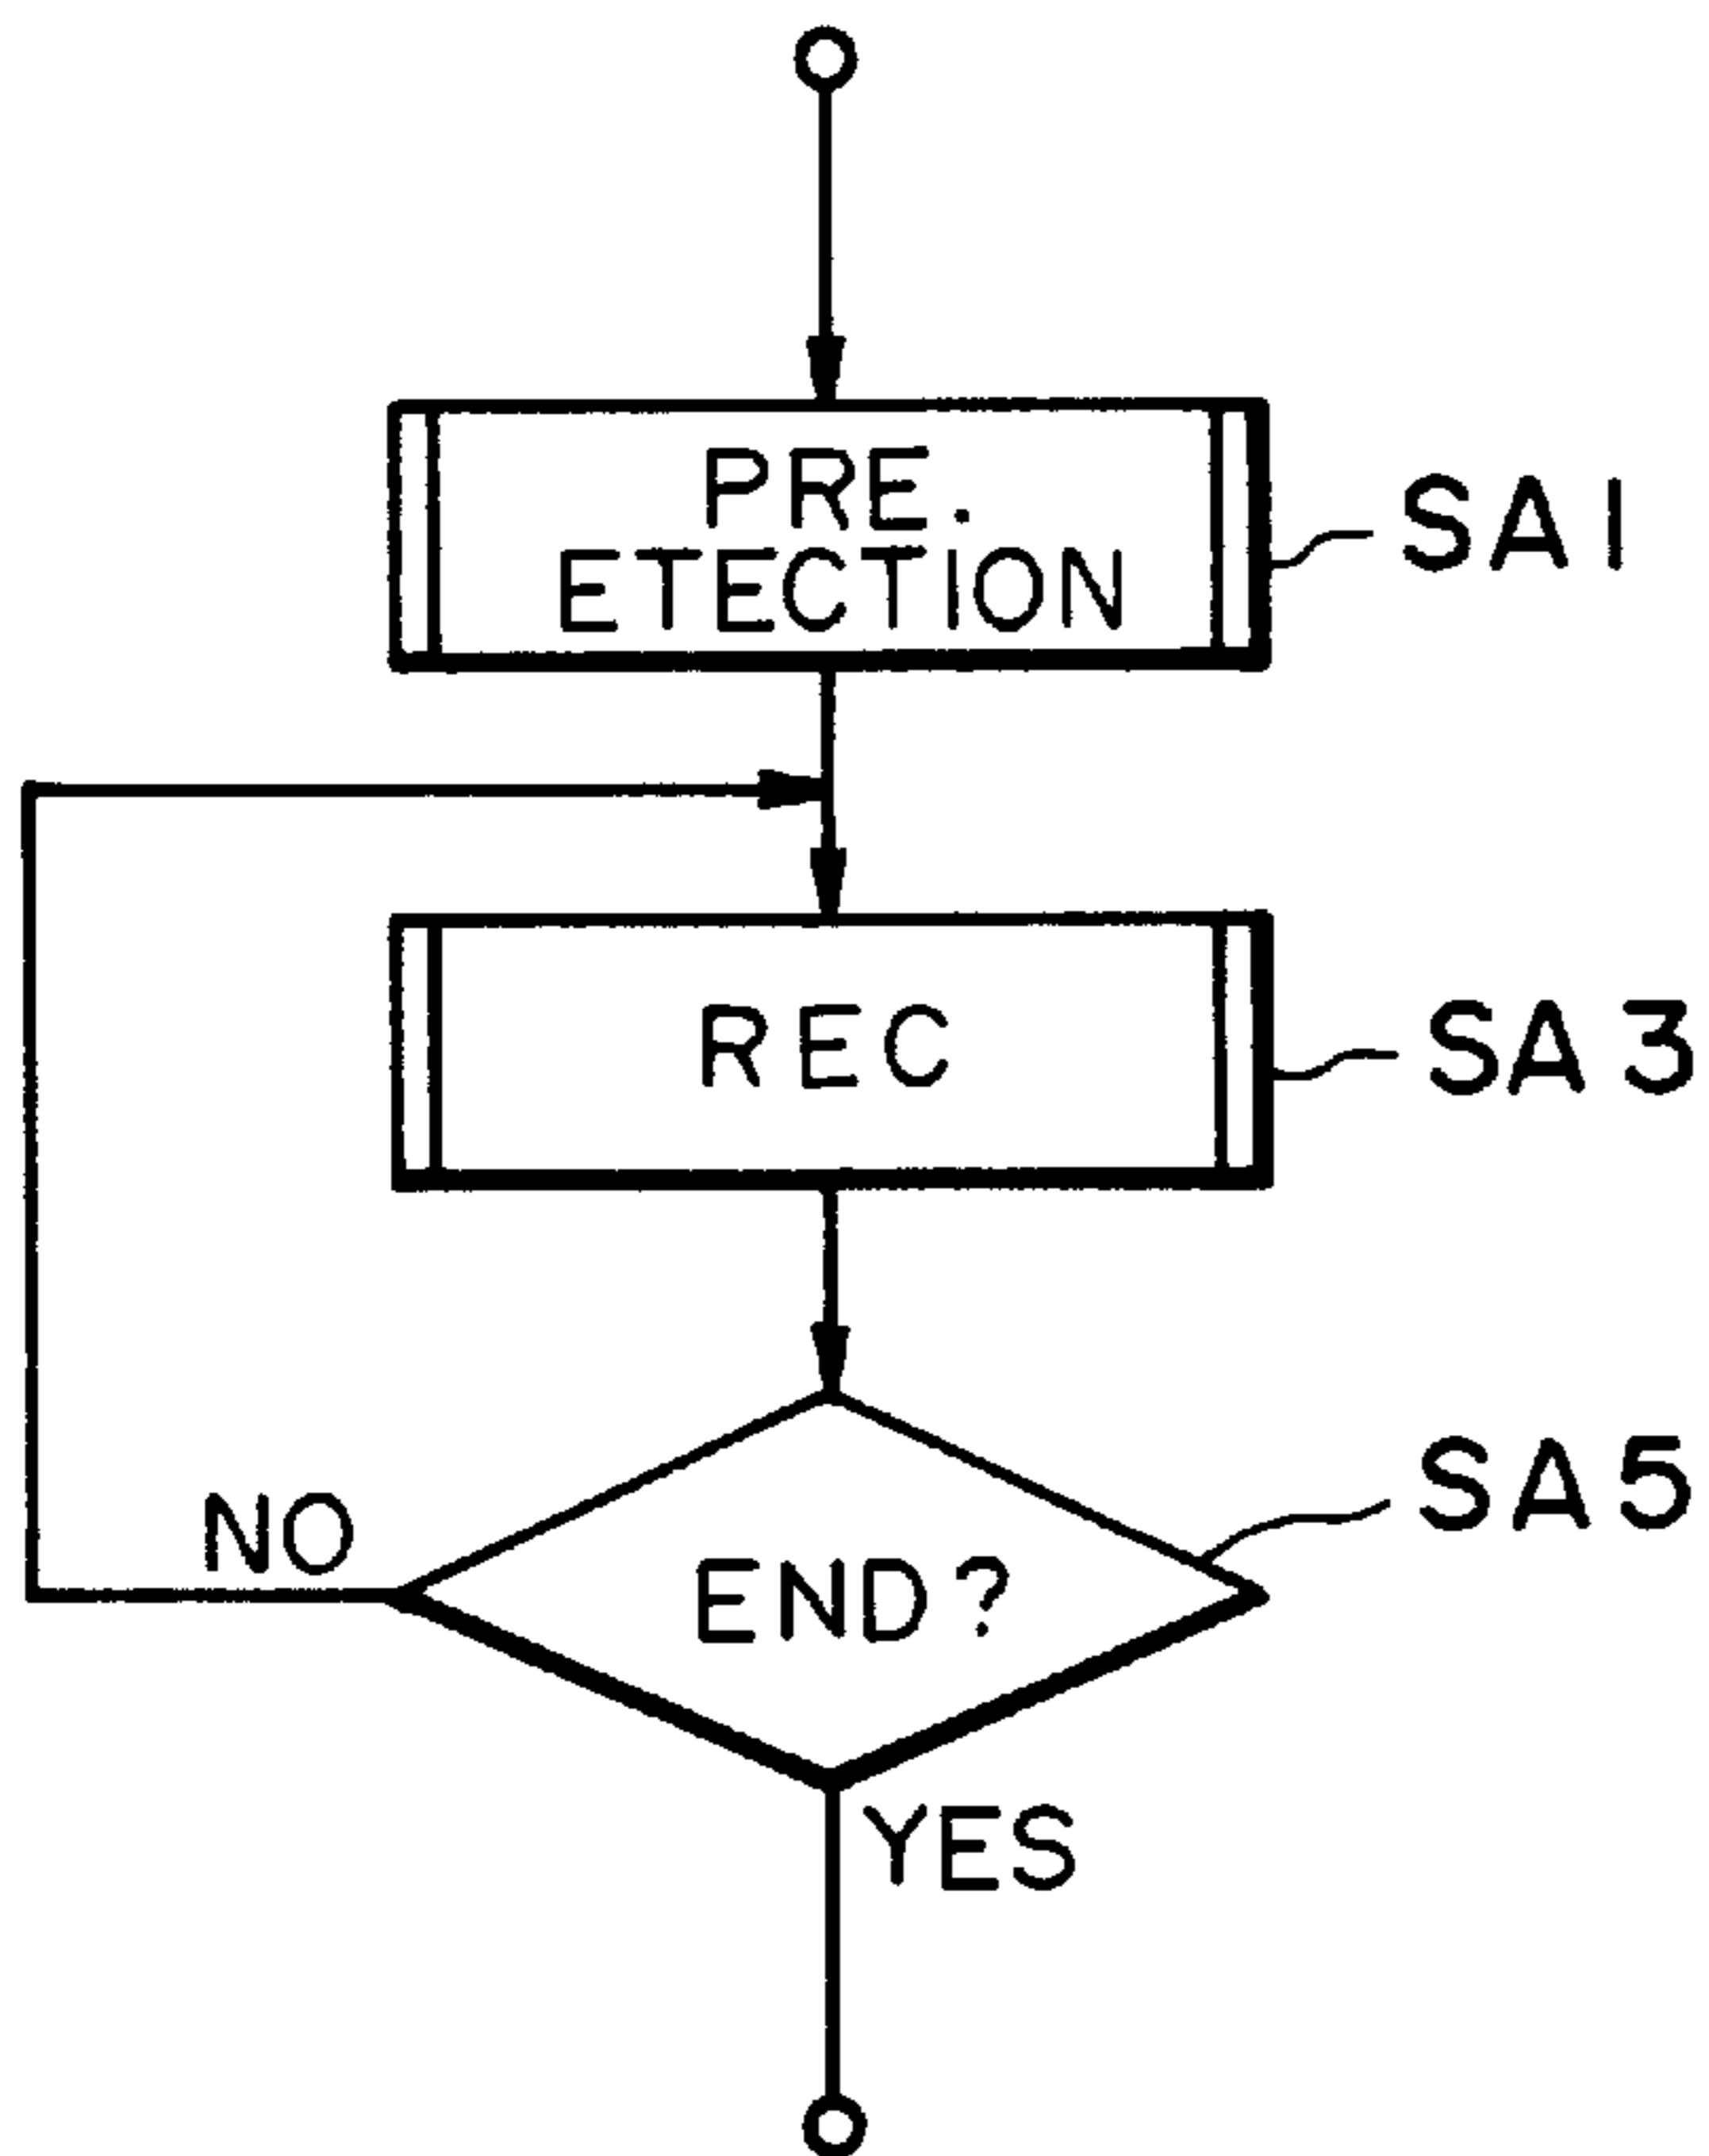 PRE.
ETECTION
SA1
REC
SA3
NO
END?
SA5
YES